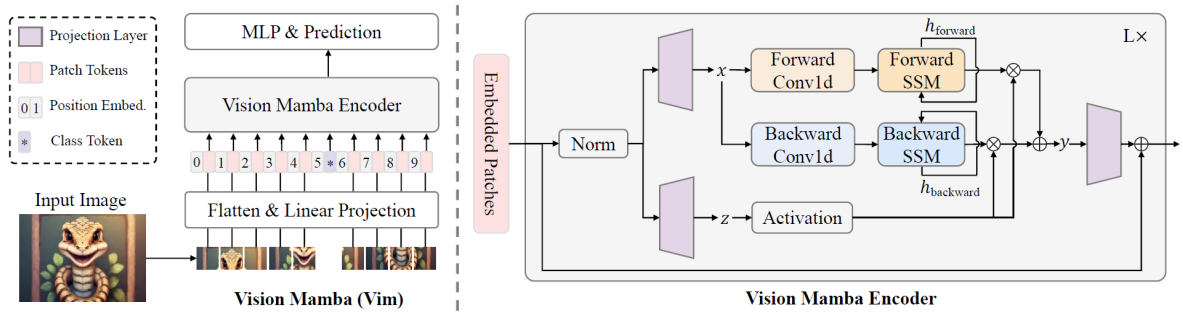 Projection Layer
Patch Tokens
0 1 Position Embed.
* Class Token
Input Image
MLP & Prediction
Vision Mamba Encoder
0 1 2 3 4 5 * 6 7 8 9
Flatten & Linear Projection
Vision Mamba (Vim)
Embedded Patches
L×
Norm
x
Forward
Conv1d
Forward
SSM
h_forward
Backward
Conv1d
Backward
SSM
h_backward
y
z
Activation
Vision Mamba Encoder